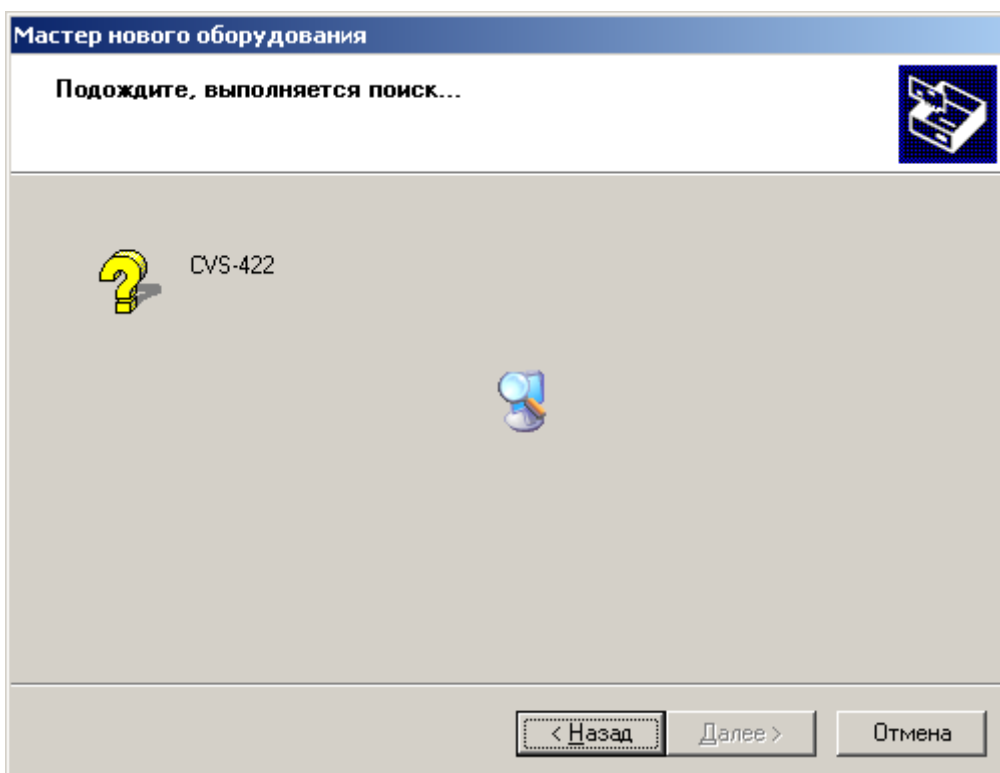 Мастер нового оборудования
Подождите, выполняется поиск...
CVS-422
< Назад
Далее >
Отмена